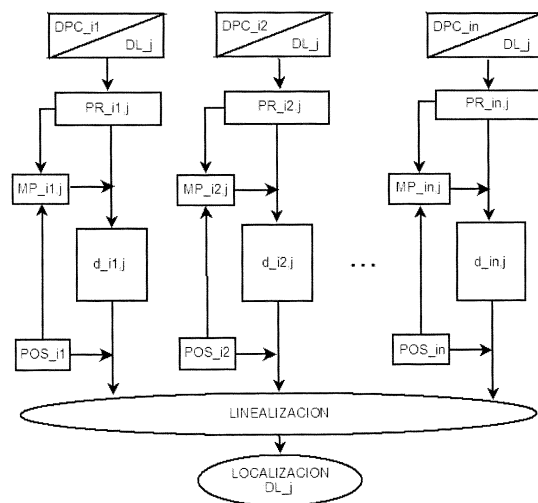 DPC_i1
DL_j
DPC_i2
DL_j
DPC_in
DL_j
PR_i1.j
PR_i2.j
PR_in.j
MP_i1.j
MP_i2.j
MP_in.j
d_i1.j
d_i2.j
...
d_in.j
POS_i1
POS_i2
POS_in
LINEALIZACION
LOCALIZACION
DL_j